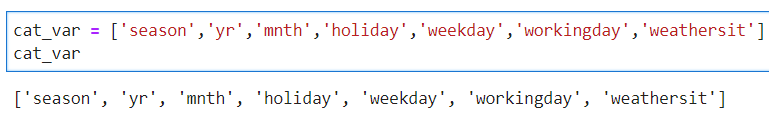 cat_var = ['season','yr','mnth','holiday','weekday','workingday','weathersit']
cat_var
['season', 'yr', 'mnth', 'holiday', 'weekday', 'workingday', 'weathersit']